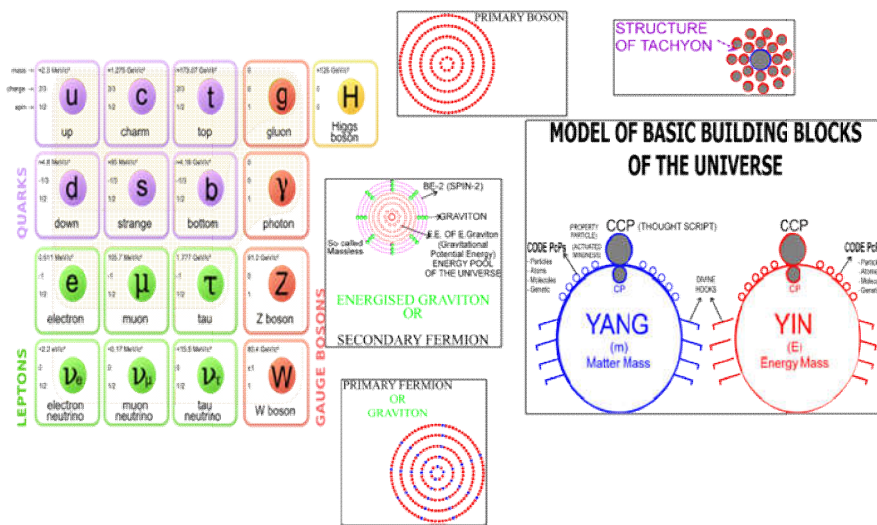 mass →
charge →
spin →
≈2.3 MeV/c²
2/3
1/2
u
up
≈1.275 GeV/c²
2/3
1/2
c
charm
≈173.07 GeV/c²
2/3
1/2
t
top
0
0
1
g
gluon
≈126 GeV/c²
0
0
H
Higgs
boson
QUARKS
≈4.8 MeV/c²
-1/3
1/2
d
down
≈95 MeV/c²
-1/3
1/2
s
strange
≈4.18 GeV/c²
-1/3
1/2
b
bottom
0
0
1
γ
photon
0.511 MeV/c²
-1
1/2
e
electron
105.7 MeV/c²
-1
1/2
μ
muon
1.777 GeV/c²
-1
1/2
τ
tau
91.2 GeV/c²
0
1
Z
Z boson
LEPTONS
<2.2 eV/c²
0
1/2
νe
electron
neutrino
<0.17 MeV/c²
0
1/2
νμ
muon
neutrino
<15.5 MeV/c²
0
1/2
ντ
tau
neutrino
80.4 GeV/c²
±1
1
W
W boson
GAUGE BOSONS
PRIMARY BOSON
STRUCTURE
OF TACHYON
BE-2 (SPIN-2)
GRAVITON
E.E. OF E.Graviton
(Gravitational
Potential Energy)
ENERGY POOL
OF THE UNIVERSE
So-called
Massless
ENERGISED GRAVITON
OR
SECONDARY FERMION
PRIMARY FERMION
OR
GRAVITON
MODEL OF BASIC BUILDING BLOCKS
OF THE UNIVERSE
CCP (THOUGHT SCRIPT)
CCP
PROPERTY
PARTICLE)
(ACTUATED
CODE PcPs
- Particles
- Atoms
- Molecules
- Genetic
CP
DIVINE
HOOKS
YANG
(m)
Matter Mass
CODE PcP
- Partic
- Atom
- Molec
- Genet
CP
YIN
(E)
Energy Mass